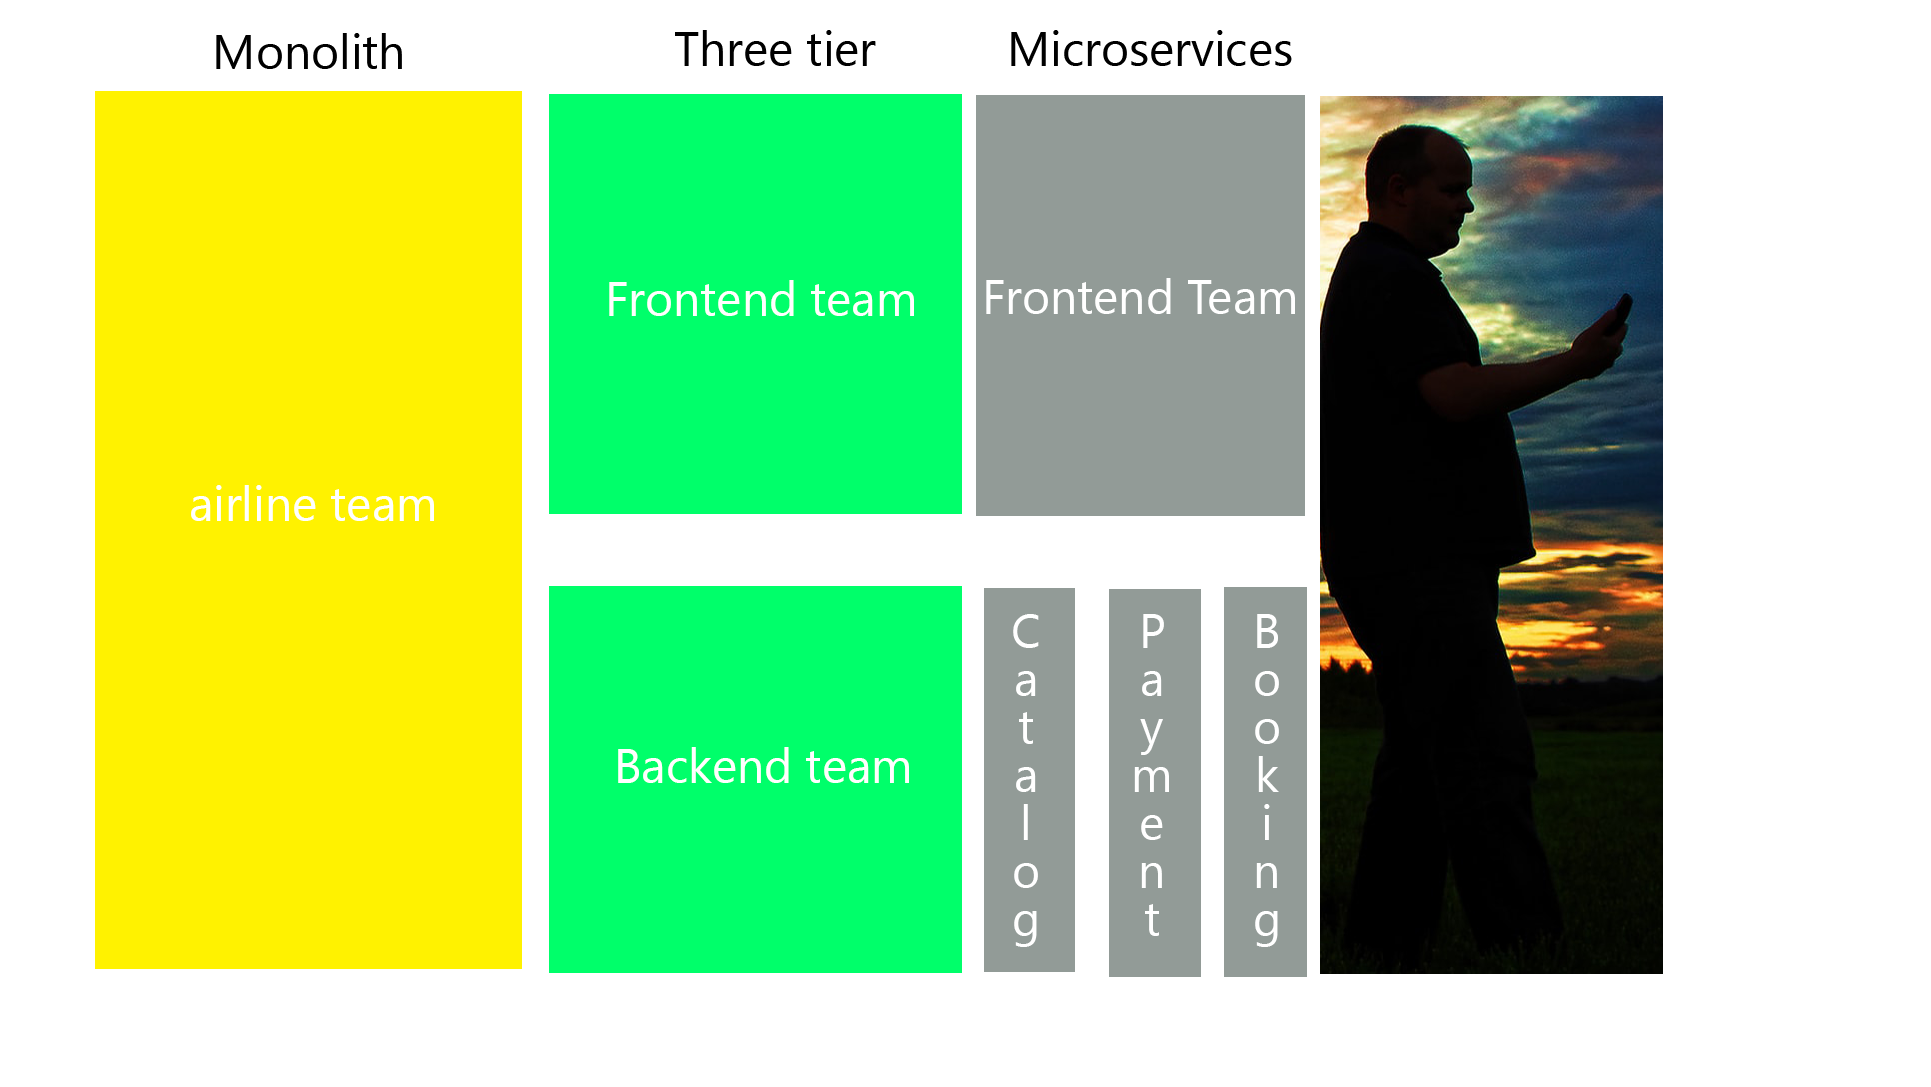 Monolith
Three tier
Microservices
airline team
Frontend team
Frontend Team
Backend team
Catalog
Payment
Booking